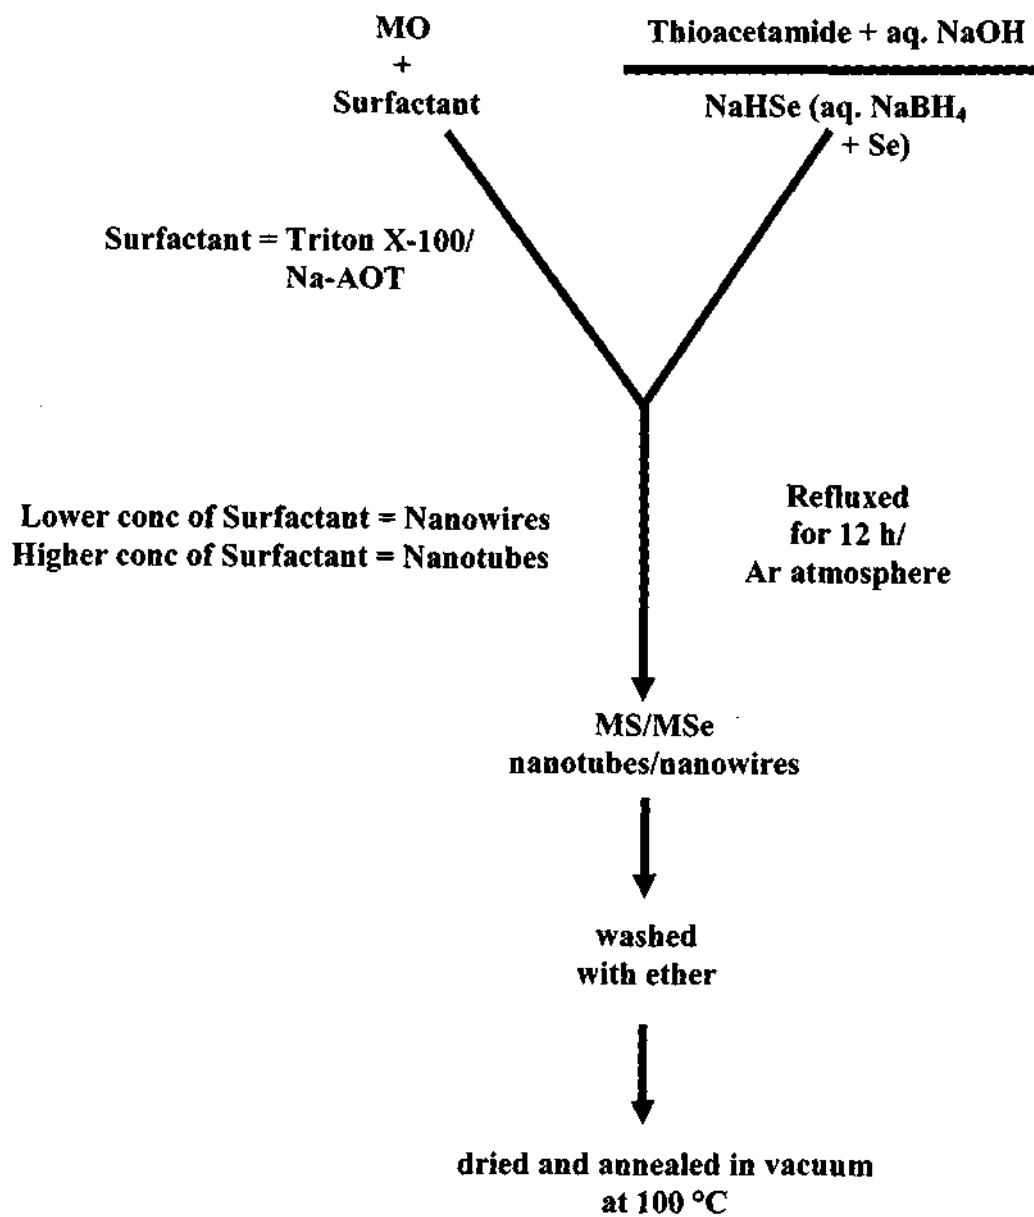 MO
+
Surfactant
Thioacetamide + aq. NaOH
NaHSe (aq. NaBH₄
+ Se)
Surfactant = Triton X-100/
Na-AOT
Lower conc of Surfactant = Nanowires
Higher conc of Surfactant = Nanotubes
Refluxed
for 12 h/
Ar atmosphere
MS/MSe
nanotubes/nanowires
washed
with ether
dried and annealed in vacuum
at 100 °C